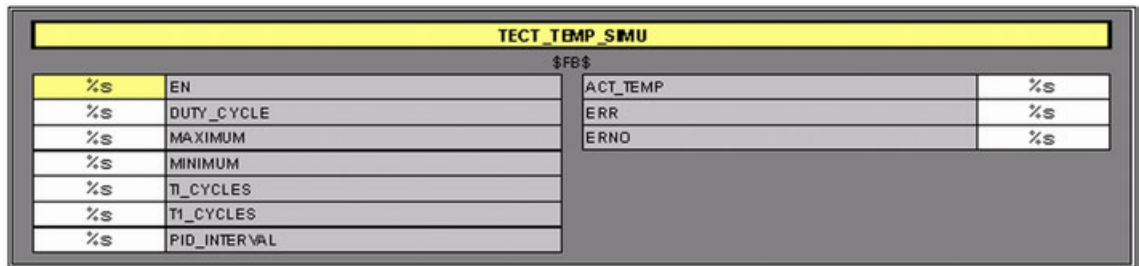 TECT_TEMP_SIMU
$FB$
%s EN ACT_TEMP %s
%s DUTY_CYCLE ERR %s
%s MAXIMUM ERNO %s
%s MINIMUM
%s TI_CYCLES
%s T1_CYCLES
%s PID_INTERVAL